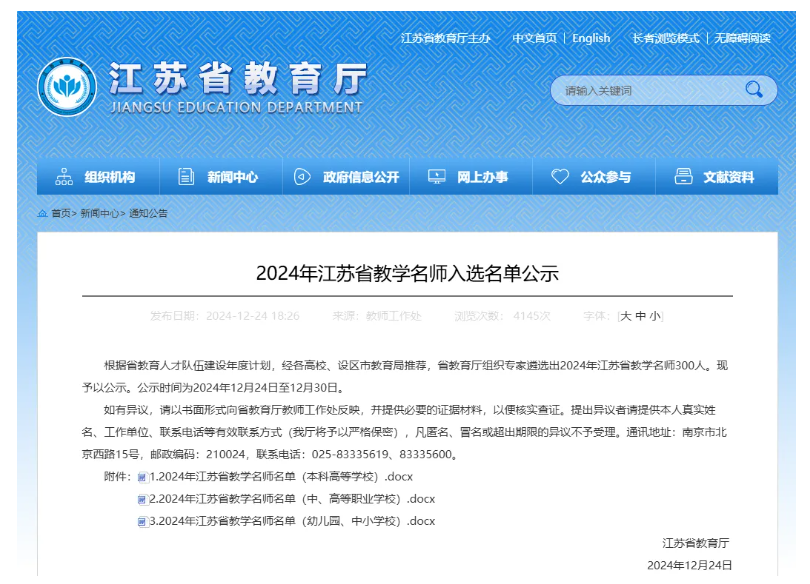 江苏省教育厅主办 中文首页 | English 长者浏览模式 | 无障碍阅读
江苏省教育厅
JIANGSU EDUCATION DEPARTMENT
请输入关键词
组织机构 新闻中心 政府信息公开 网上办事 公众参与 文献资料
首页> 新闻中心> 通知公告
2024年江苏省教学名师入选名单公示
发布日期：2024-12-24 18:26 来源：教师工作处 浏览次数： 4145次 字体：[大 中 小]
根据省教育人才队伍建设年度计划，经各高校、设区市教育局推荐，省教育厅组织专家遴选出2024年江苏省教学名师300人。现
予以公示。公示时间为2024年12月24日至12月30日。
如有异议，请以书面形式向省教育厅教师工作处反映，并提供必要的证据材料，以便核实查证。提出异议者请提供本人真实姓
名、工作单位、联系电话等有效联系方式（我厅将予以严格保密），凡匿名、冒名或超出期限的异议不予受理。通讯地址：南京市北
京西路15号，邮政编码：210024，联系电话：025-83335619、83335600。
附件：1.2024年江苏省教学名师名单（本科高等学校）.docx
2.2024年江苏省教学名师名单（中、高等职业学校）.docx
3.2024年江苏省教学名师名单（幼儿园、中小学校）.docx
江苏省教育厅
2024年12月24日